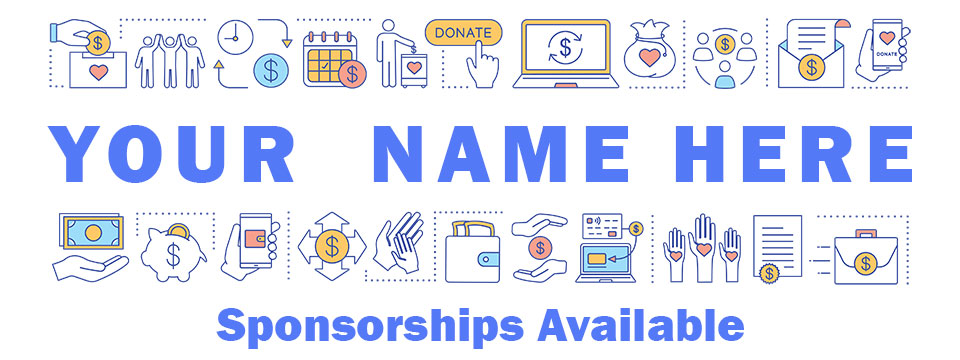 DONATE
DONATE
YOUR NAME HERE
Sponsorships Available